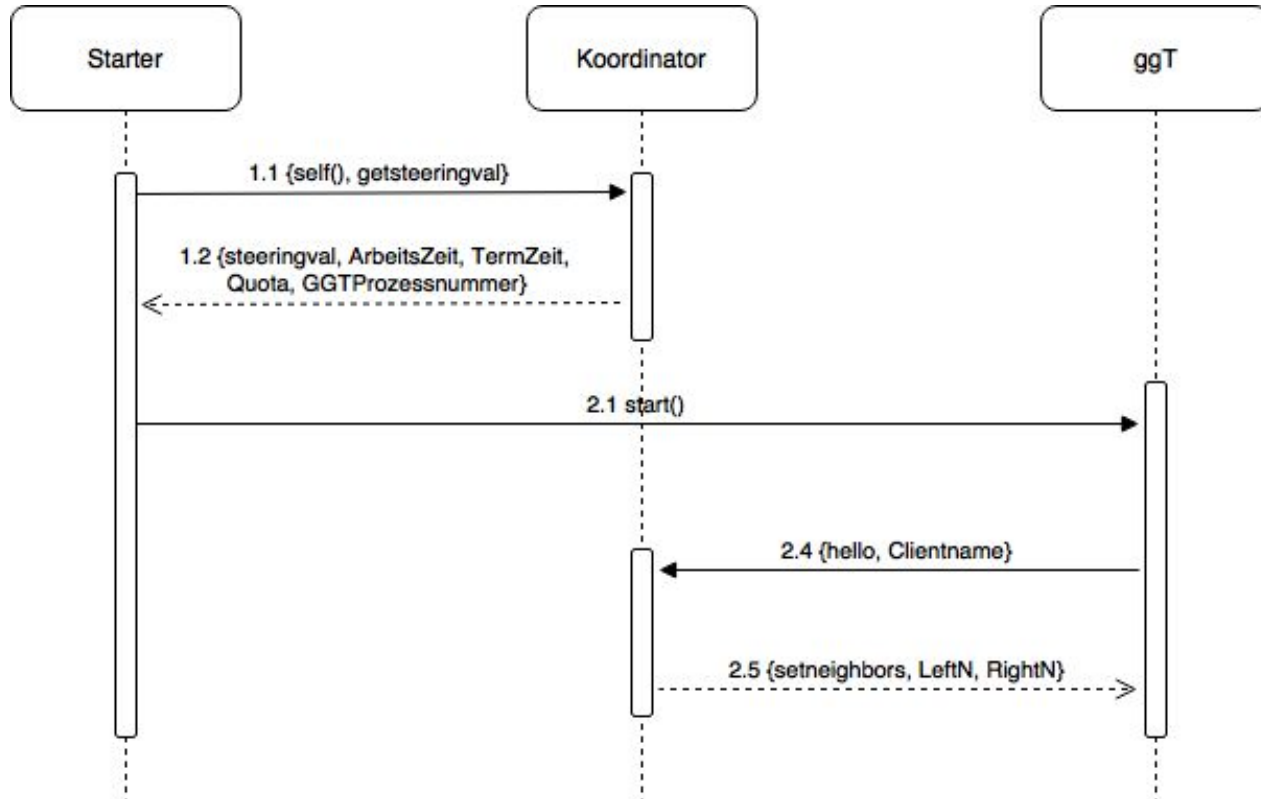 Starter
Koordinator
ggT
1.1 {self(), getsteeringval}
1.2 {steeringval, ArbeitsZeit, TermZeit,
Quota, GGTProzessnummer}
2.1 start()
2.4 {hello, Clientname}
2.5 {setneighbors, LeftN, RightN}